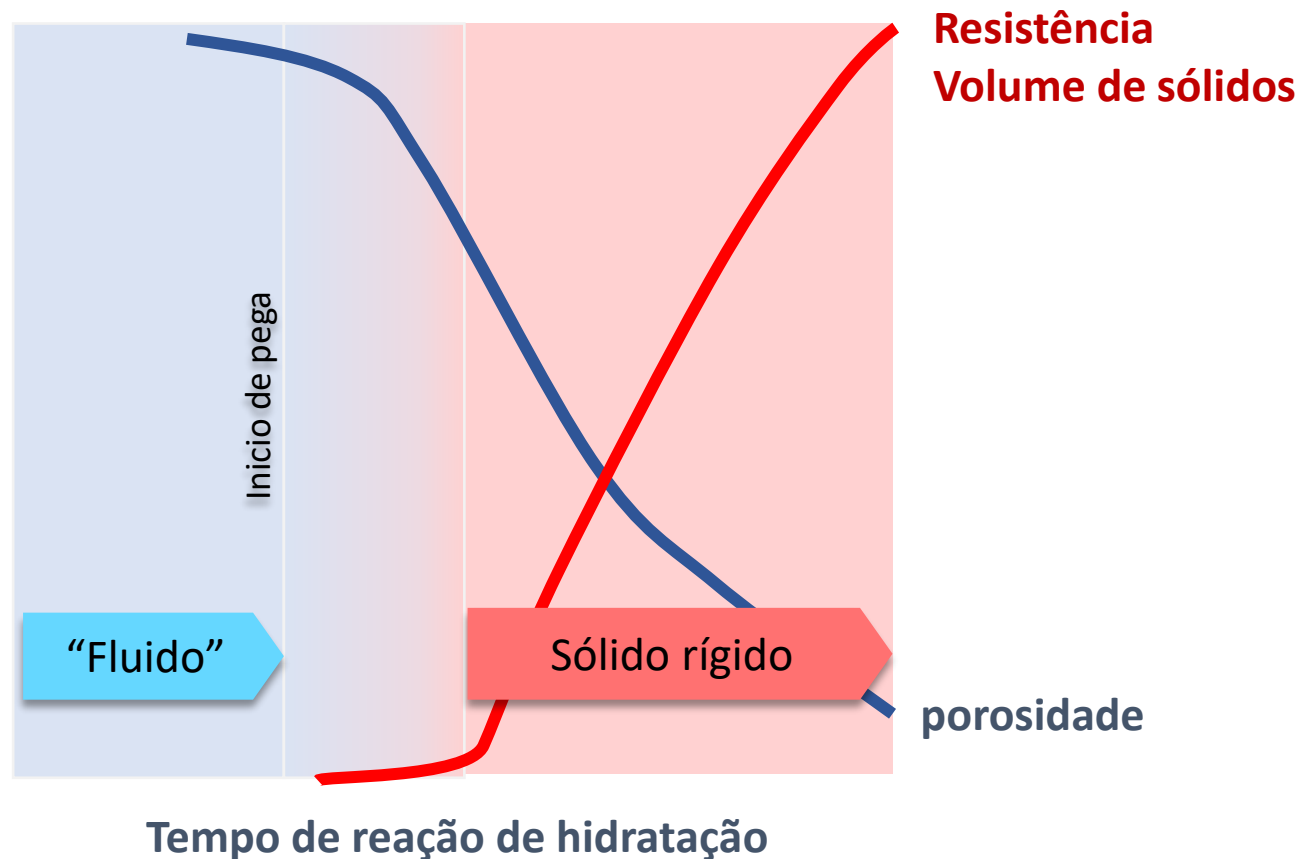 Resistência
Volume de sólidos
Inicio de pega
“Fluido”
Sólido rígido
porosidade
Tempo de reação de hidratação